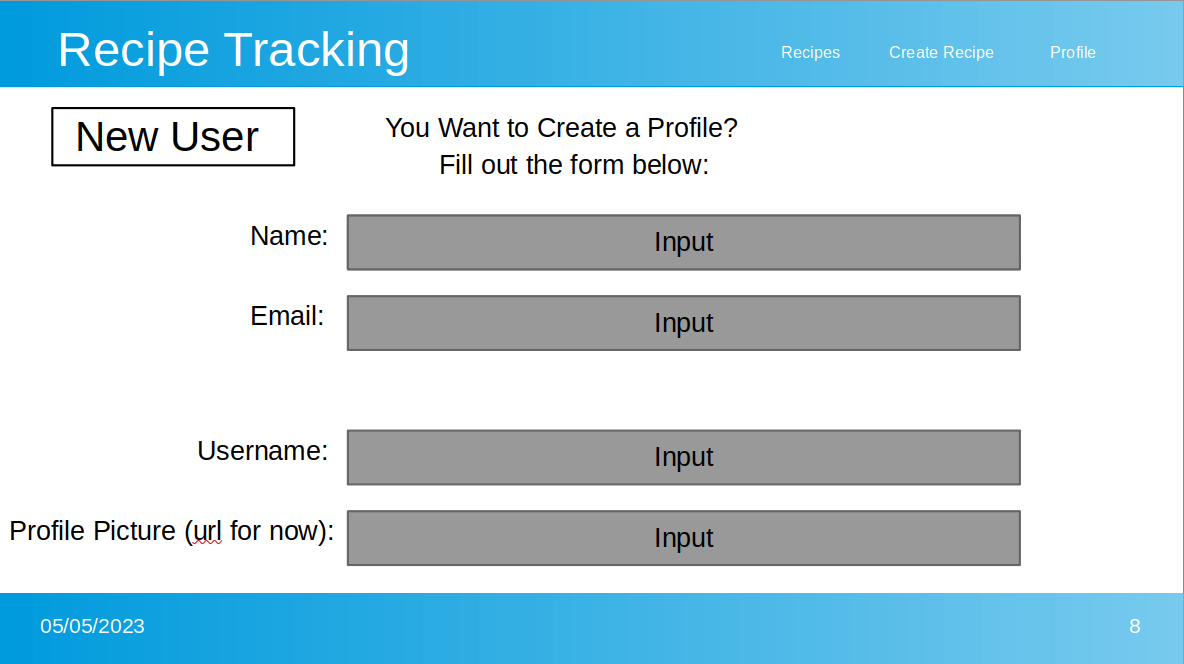 Recipe Tracking
Recipes Create Recipe Profile
New User
You Want to Create a Profile?
Fill out the form below:
Name: Input
Email: Input
Username: Input
Profile Picture (url for now): Input
05/05/2023 8